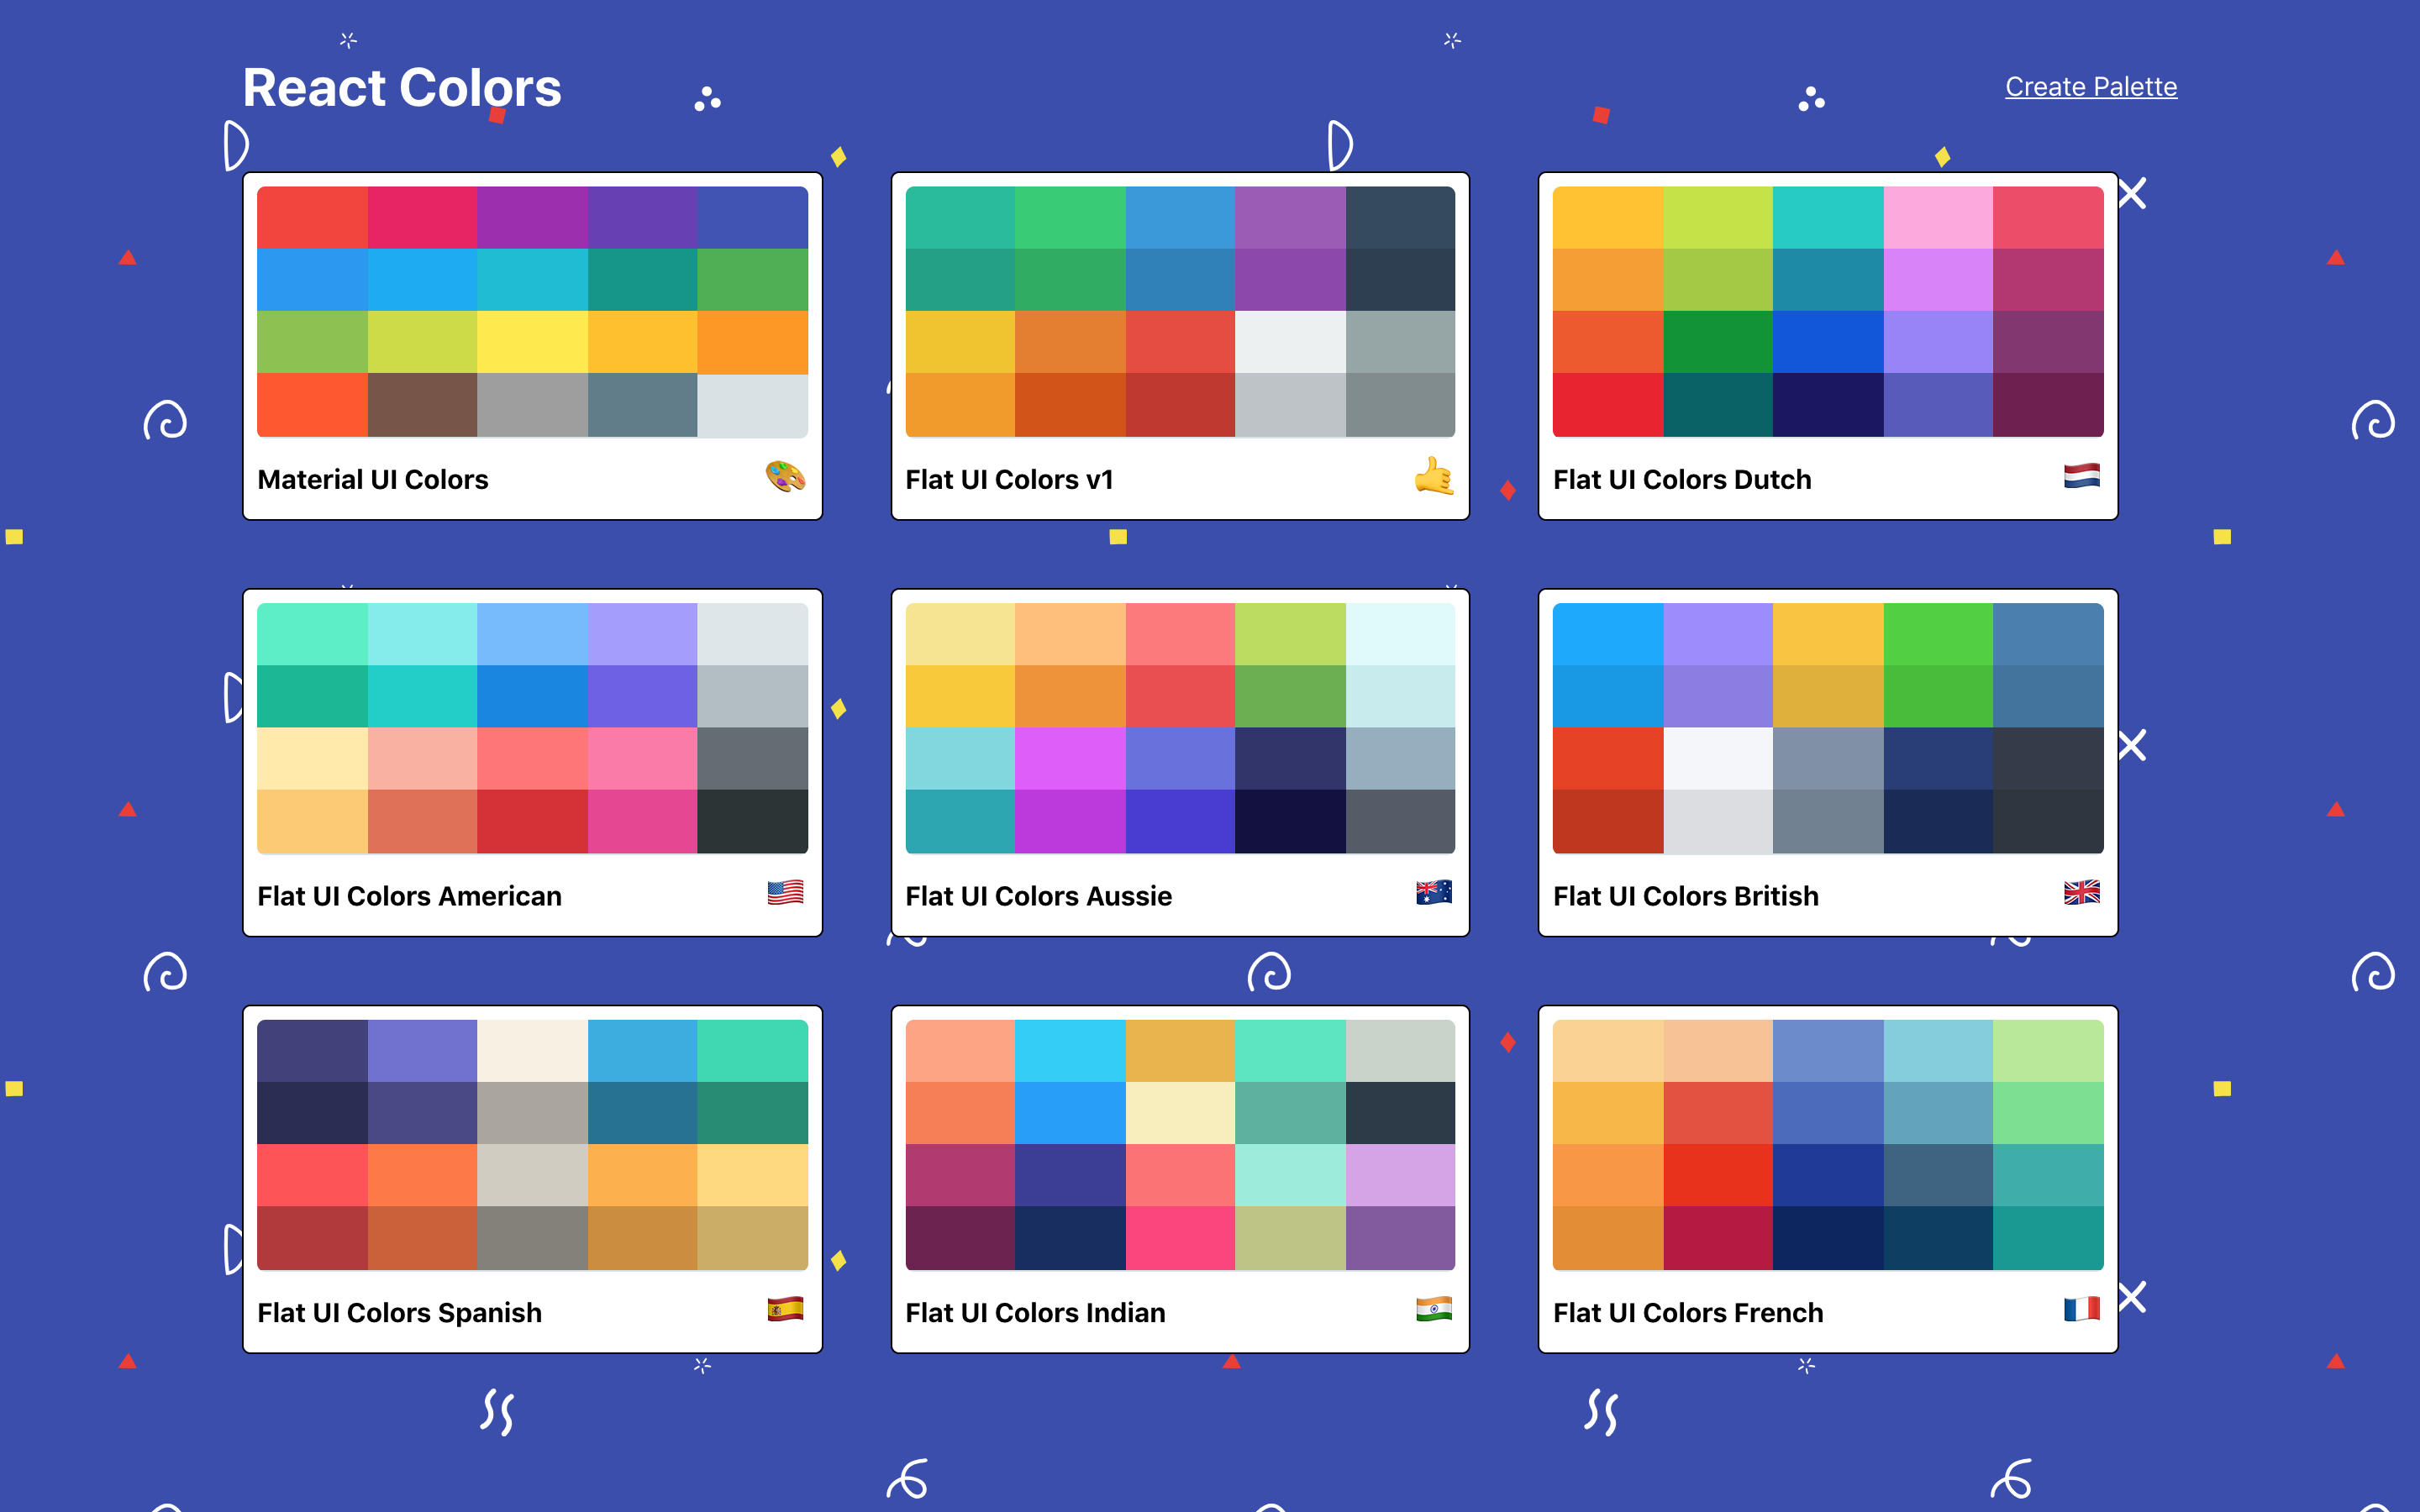 React Colors
Create Palette
Material UI Colors
Flat UI Colors v1
Flat UI Colors Dutch
Flat UI Colors American
Flat UI Colors Aussie
Flat UI Colors British
Flat UI Colors Spanish
Flat UI Colors Indian
Flat UI Colors French